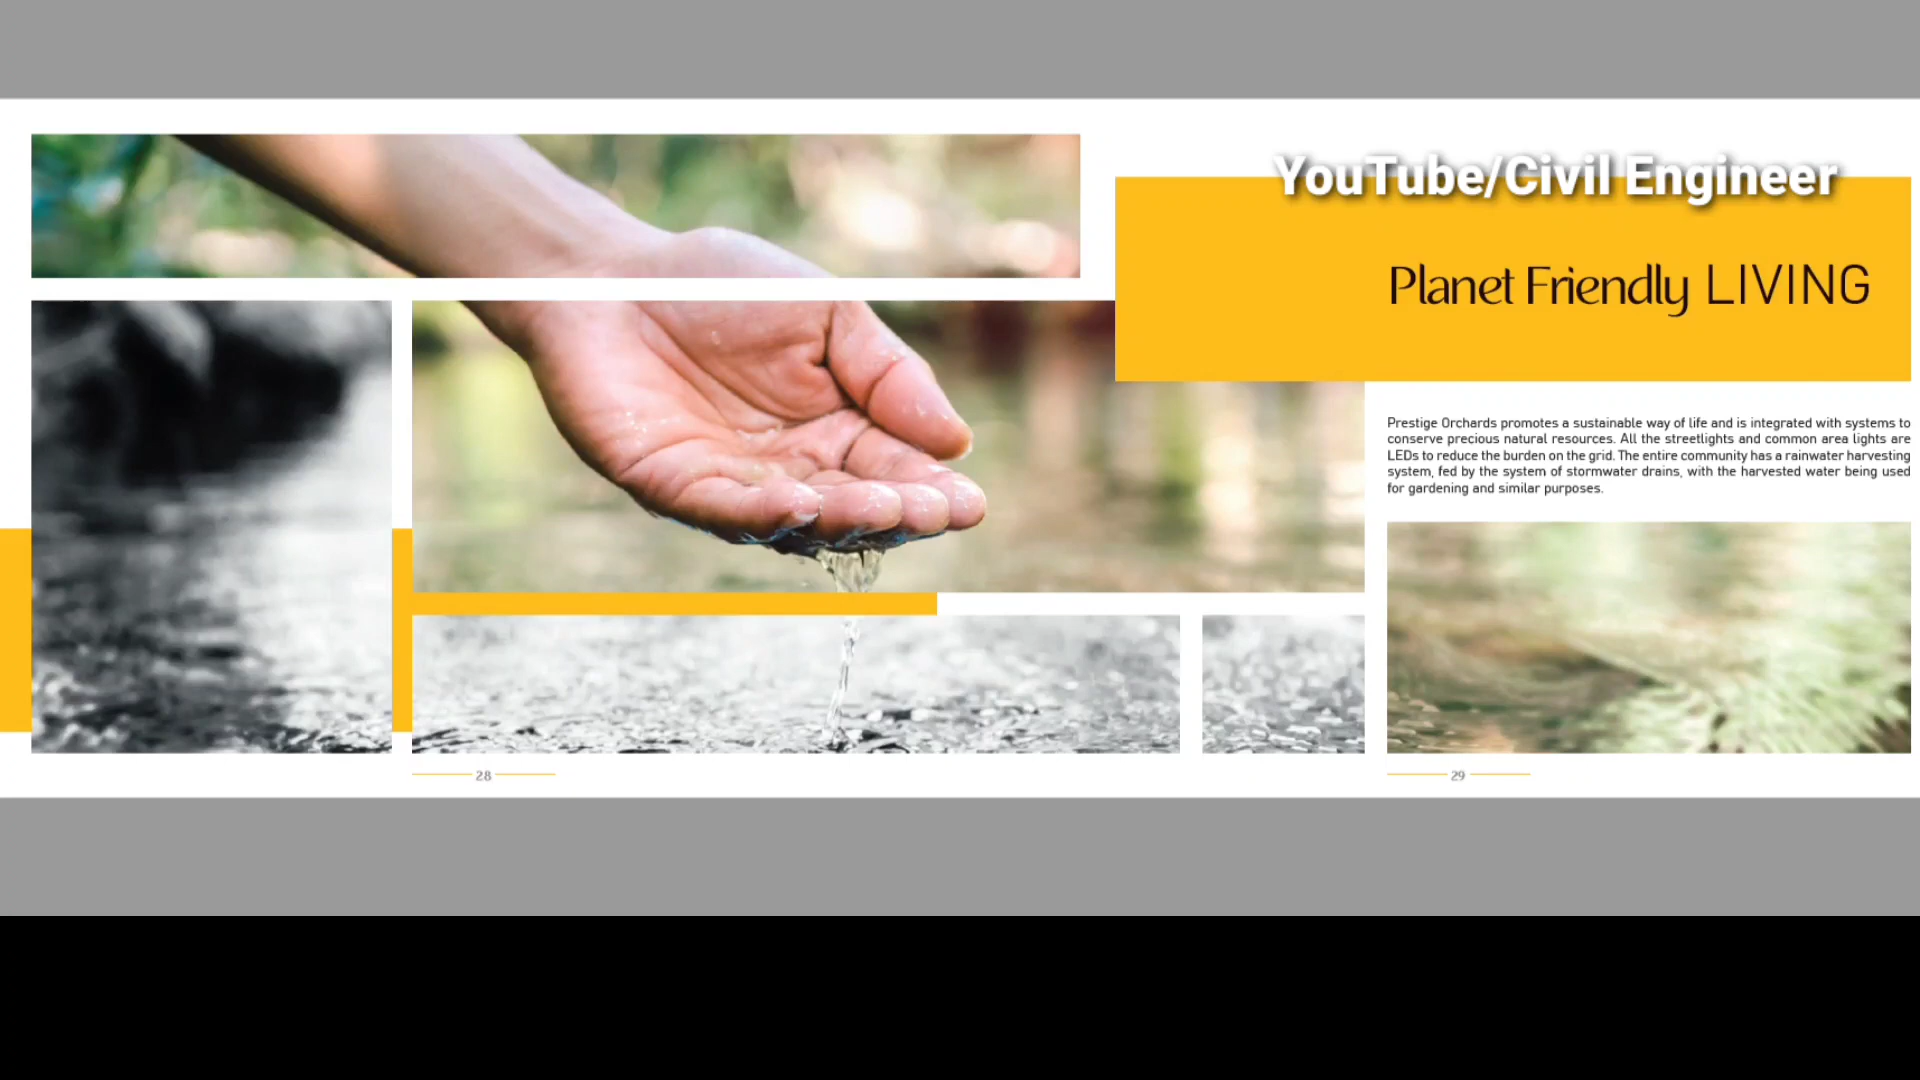 YouTube/Civil Engineer
Planet Friendly LIVING
Prestige Orchards promotes a sustainable way of life and is integrated with systems to
conserve precious natural resources. All the streetlights and common area lights are
LEDs to reduce the burden on the grid. The entire community has a rainwater harvesting
system, fed by the system of stormwater drains, with the harvested water being used
for gardening and similar purposes.
28
29